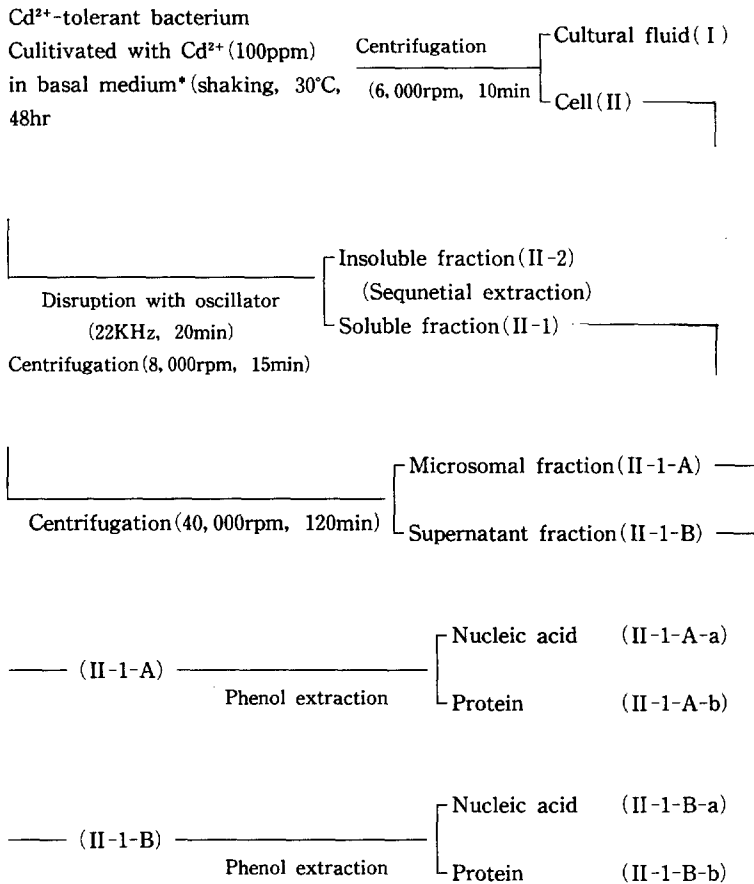 Cd²⁺-tolerant bacterium
Culitivated with Cd²⁺(100ppm)
in basal medium* (shaking, 30℃,
48hr
Centrifugation
(6,000rpm, 10min
Cultural fluid(I)
Cell(II)
Disruption with oscillator
(22KHz, 20min)
Centrifugation(8,000rpm, 15min)
Insoluble fraction(II-2)
(Sequnetial extraction)
Soluble fraction(II-1)
Centrifugation(40,000rpm, 120min)
Microsomal fraction(II-1-A)
Supernatant fraction(II-1-B)
(II-1-A)
Phenol extraction
Nucleic acid (II-1-A-a)
Protein (II-1-A-b)
(II-1-B)
Phenol extraction
Nucleic acid (II-1-B-a)
Protein (II-1-B-b)